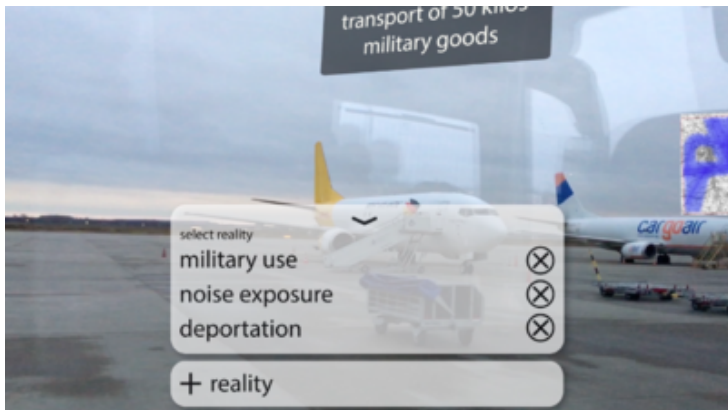 transport of 50 kilos
military goods
cargoair
select reality
military use
noise exposure
deportation
+ reality